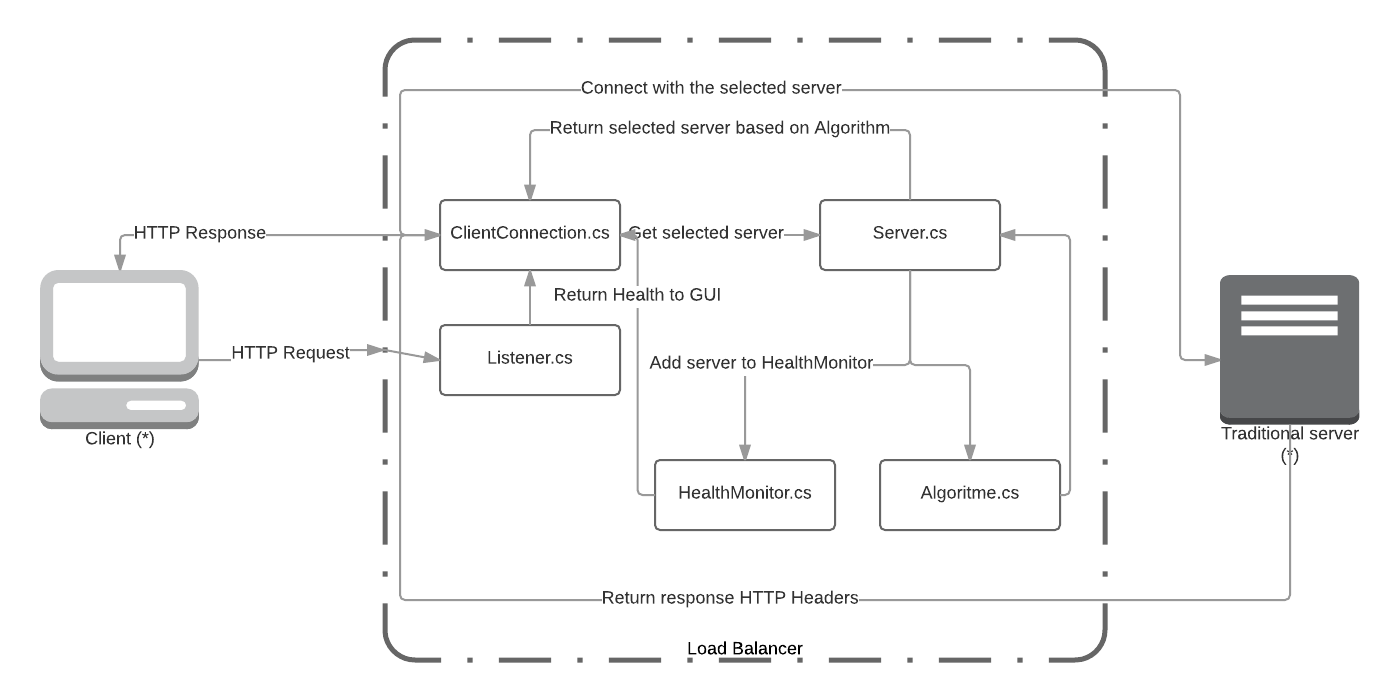 Connect with the selected server
Return selected server based on Algorithm
HTTP Response
ClientConnection.cs
Get selected server
Server.cs
Return Health to GUI
HTTP Request
Listener.cs
Add server to HealthMonitor
Client (*)
Traditional server
(*)
HealthMonitor.cs
Algoritme.cs
Return response HTTP Headers
Load Balancer